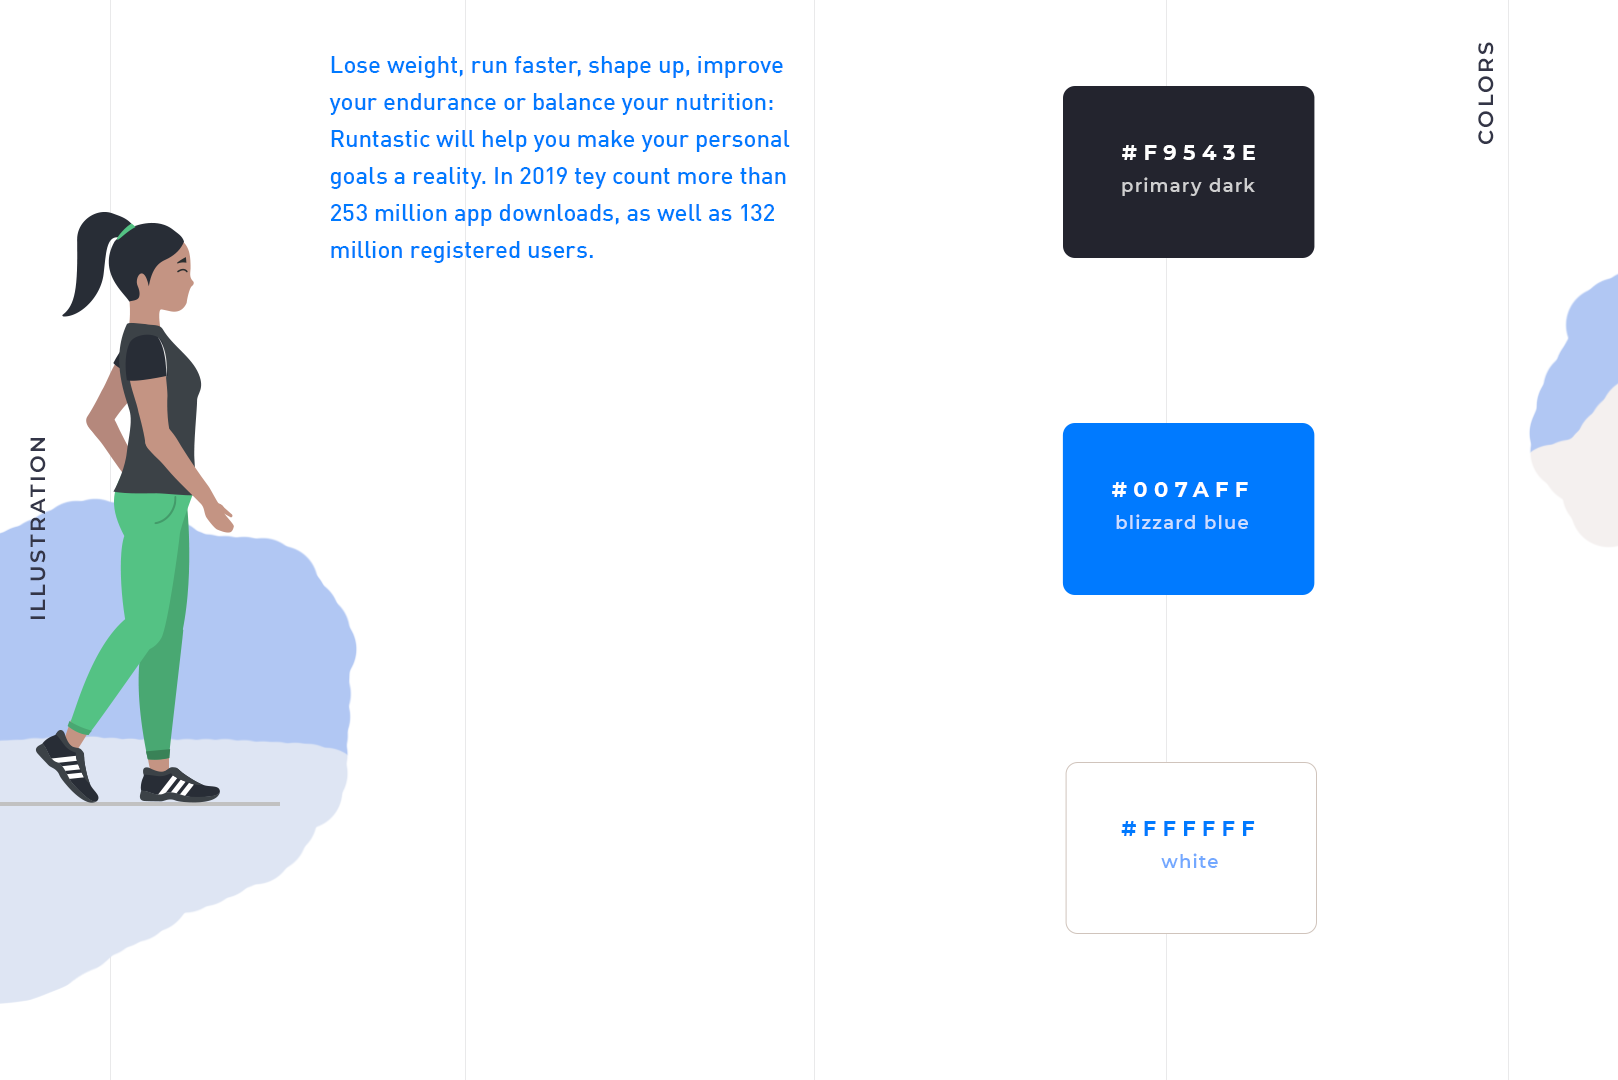 Lose weight, run faster, shape up, improve
your endurance or balance your nutrition:
Runtastic will help you make your personal
goals a reality. In 2019 tey count more than
253 million app downloads, as well as 132
million registered users.
ILLUSTRATION
COLORS
#F9543E
primary dark
#007AFF
blizzard blue
#FFFFFF
white